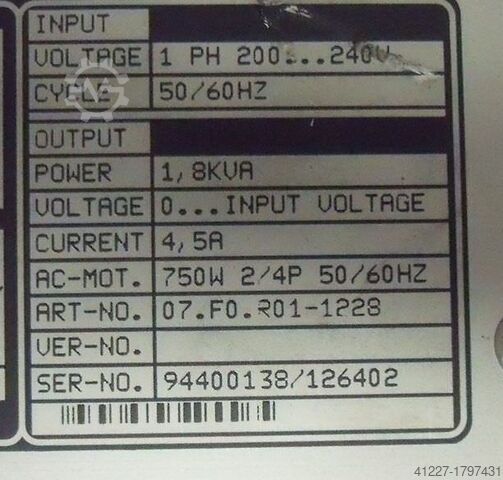 INPUT
VOLTAGE 1 PH 200...240V
CYCLE 50/60HZ
OUTPUT
POWER 1,8KVA
VOLTAGE 0...INPUT VOLTAGE
CURRENT 4,5A
AC-MOT. 750W 2/4P 50/60HZ
ART-NO. 07.F0.R01-1228
VER-NO.
SER-NO. 94400138/126402
41227-1797431